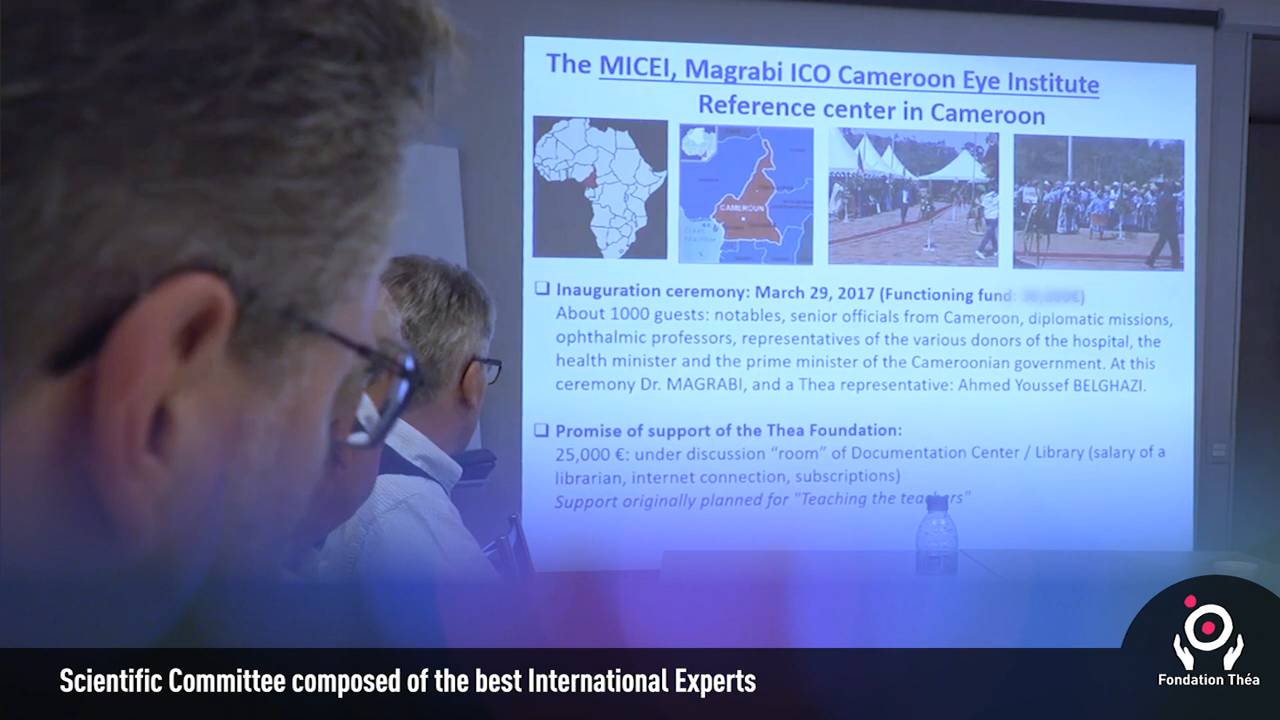 The MICEI, Magrabi ICO Cameroon Eye Institute
Reference center in Cameroon
CAMEROUN
Inauguration ceremony: March 29, 2017 (Functioning fund:
About 1000 guests: notables, senior officials from Cameroon, diplomatic missions,
ophthalmic professors, representatives of the various donors of the hospital, the
health minister and the prime minister of the Cameroonian government. At this
ceremony Dr. MAGRABI, and a Thea representative: Ahmed Youssef BELGHAZI.
Promise of support of the Thea Foundation:
25,000 €: under discussion “room” of Documentation Center / Library (salary of a
librarian, internet connection, subscriptions)
Support originally planned for "Teaching the teachers"
Scientific Committee composed of the best International Experts
Fondation Théa